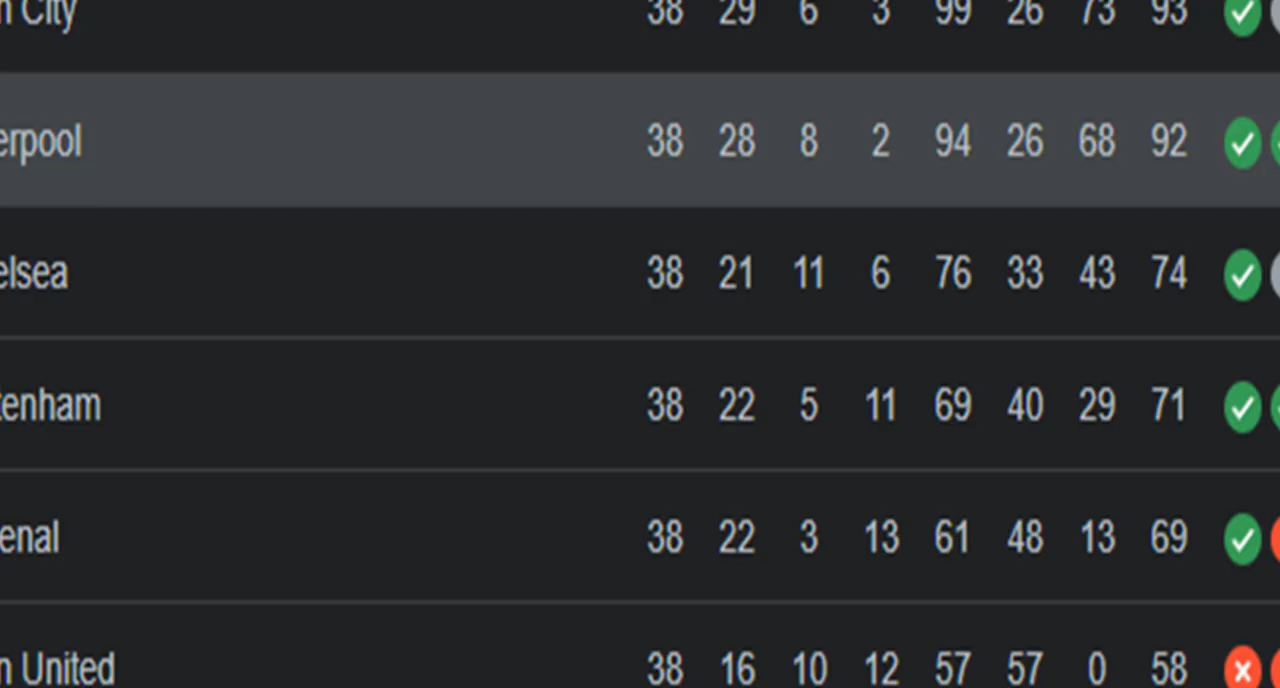 n City 38 29 6 3 99 26 73 93
erpool 38 28 8 2 94 26 68 92
elsea 38 21 11 6 76 33 43 74
tenham 38 22 5 11 69 40 29 71
enal 38 22 3 13 61 48 13 69
n United 38 16 10 12 57 57 0 58